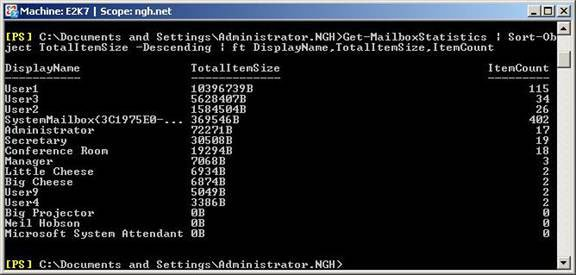 Machine: E2K7 | Scope: ngh.net
[PS] C:\Documents and Settings\Administrator.NGH>Get-MailboxStatistics | Sort-Ob
ject TotalItemSize -Descending | ft DisplayName,TotalItemSize,ItemCount
DisplayName TotalItemSize ItemCount
----------- ------------- ---------
User1 10396739B 115
User3 5628407B 34
User2 1584504B 26
SystemMailbox{3C1975E0-... 369546B 402
Administrator 72271B 17
Secretary 30508B 19
Conference Room 19294B 18
Manager 7068B 3
Little Cheese 6934B 2
Big Cheese 6874B 2
User9 5049B 2
User4 3386B 2
Big Projector 0B 0
Neil Hobson 0B 0
Microsoft System Attendant 0B 0
[PS] C:\Documents and Settings\Administrator.NGH>